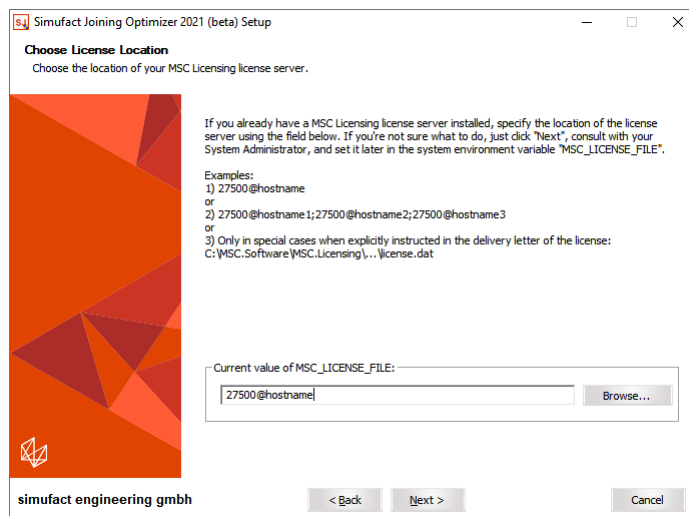 Simufact Joining Optimizer 2021 (beta) Setup
Choose License Location
Choose the location of your MSC Licensing license server.
If you already have a MSC Licensing license server installed, specify the location of the license
server using the field below. If you're not sure what to do, just click "Next", consult with your
System Administrator, and set it later in the system environment variable "MSC_LICENSE_FILE".
Examples:
1) 27500@hostname
or
2) 27500@hostname1;27500@hostname2;27500@hostname3
or
3) Only in special cases when explicitly instructed in the delivery letter of the license:
C:\MSC.Software\MSC.Licensing\...\license.dat
Current value of MSC_LICENSE_FILE:
27500@hostname
Browse...
simufact engineering gmbh
< Back
Next >
Cancel